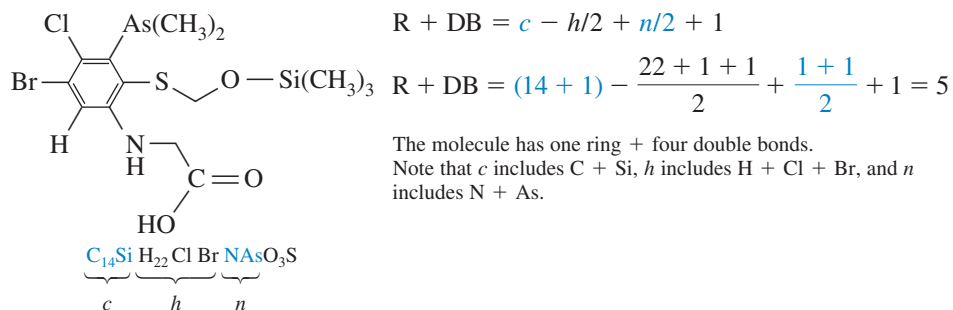 Cl
As(CH₃)₂
Br
S
O
Si(CH₃)₃
H
N
H
C=O
HO
C₁₄Si H₂₂ Cl Br NAsO₃S
c h n
R + DB = c − h/2 + n/2 + 1
R + DB = (14 + 1) − (22 + 1 + 1)/2 + (1 + 1)/2 + 1 = 5
The molecule has one ring + four double bonds.
Note that c includes C + Si, h includes H + Cl + Br, and n
includes N + As.